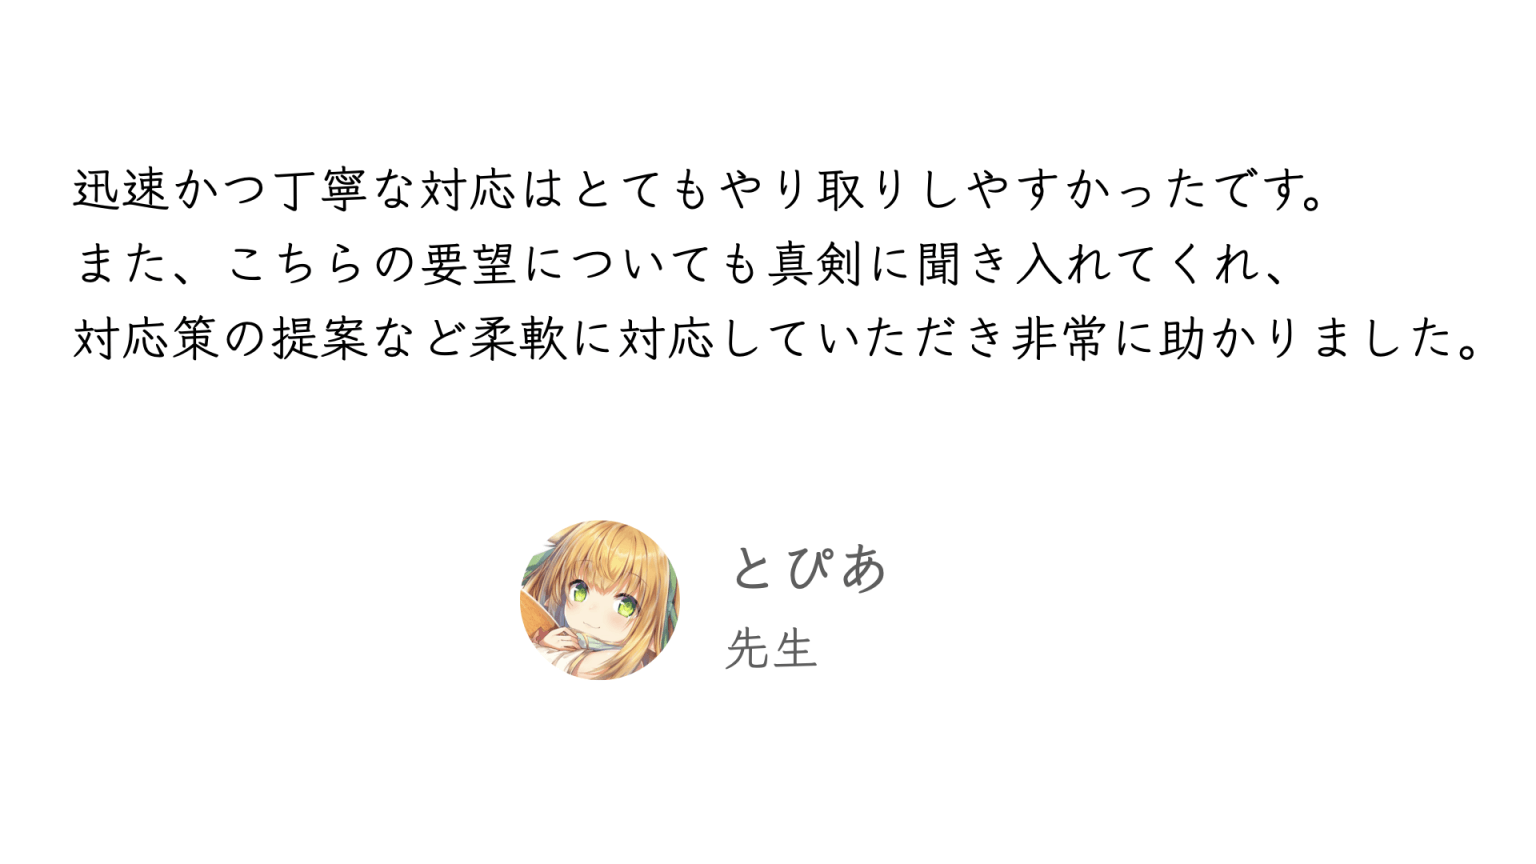 迅速かつ丁寧な対応はとてもやり取りしやすかったです。
また、こちらの要望についても真剣に聞き入れてくれ、
対応策の提案など柔軟に対応していただき非常に助かりました。
とぴあ
先生